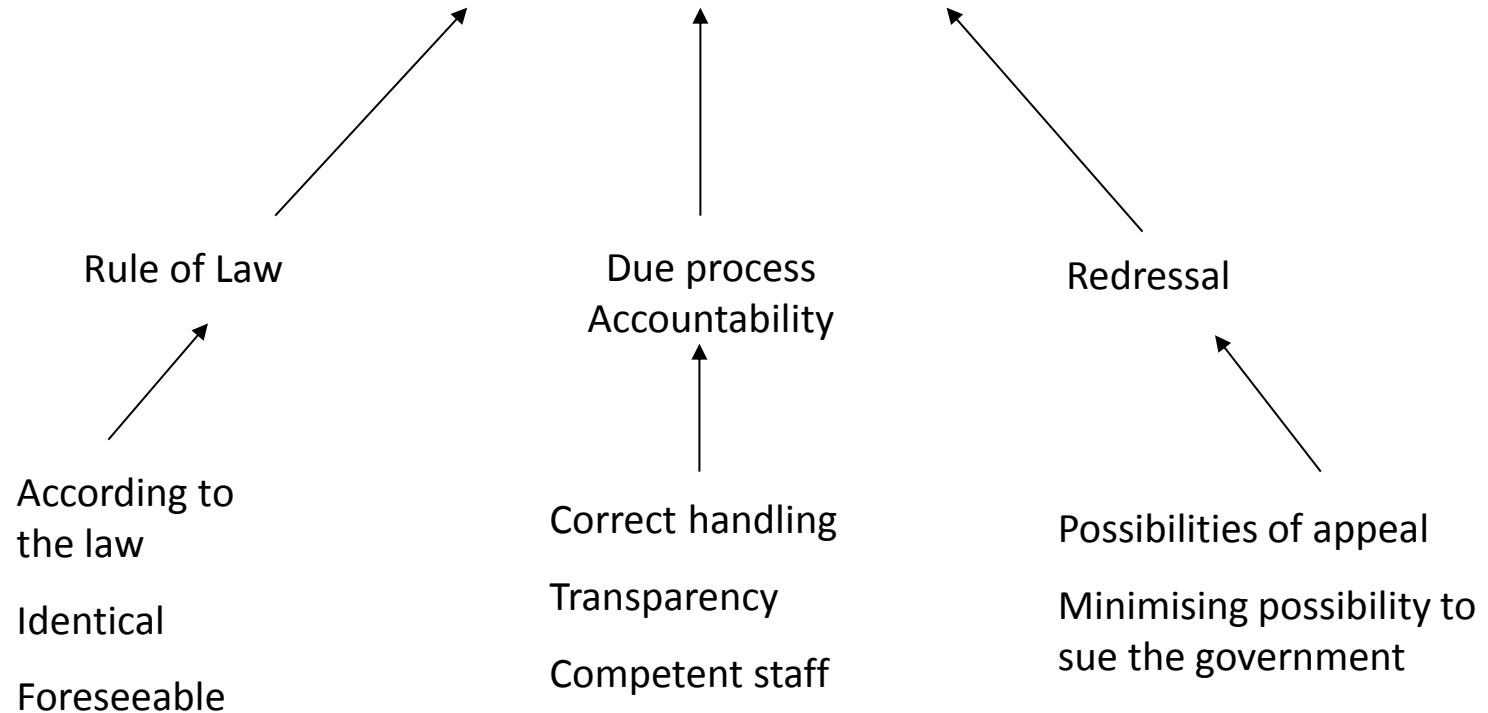 Rule of Law
Due process
Accountability
Redressal
According to
the law
Identical
Foreseeable
Correct handling
Transparency
Competent staff
Possibilities of appeal
Minimising possibility to
sue the government